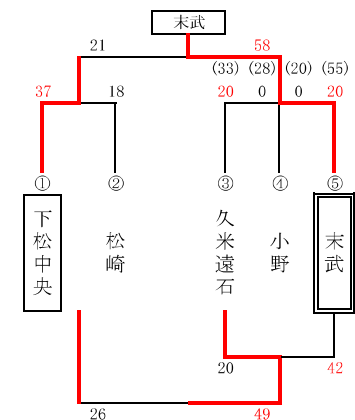 末武
21 58
(33) (28) (20) (55)
37 18 20 0 0 20
① ② ③ ④ ⑤
下松中央
松崎
久米遠石
小野
末武
20 42
26 49